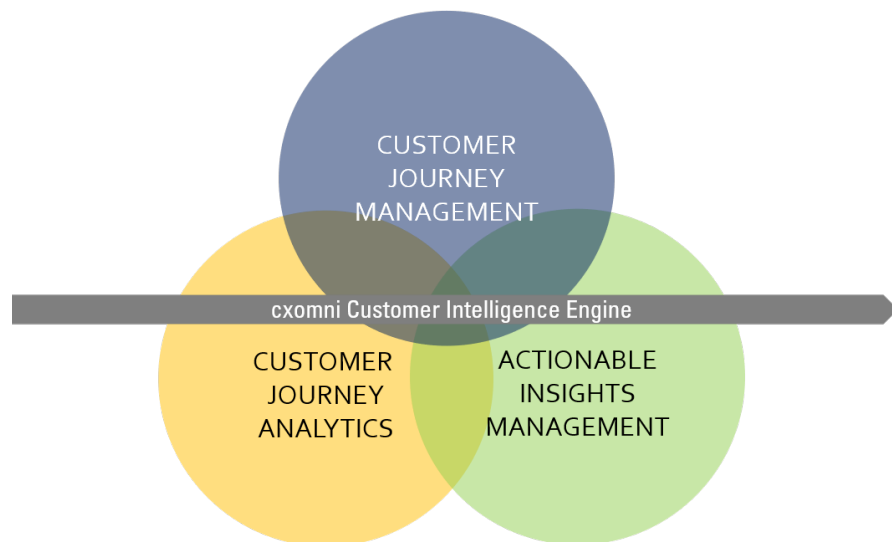 CUSTOMER
JOURNEY
MANAGEMENT
cxomni Customer Intelligence Engine
CUSTOMER
JOURNEY
ANALYTICS
ACTIONABLE
INSIGHTS
MANAGEMENT